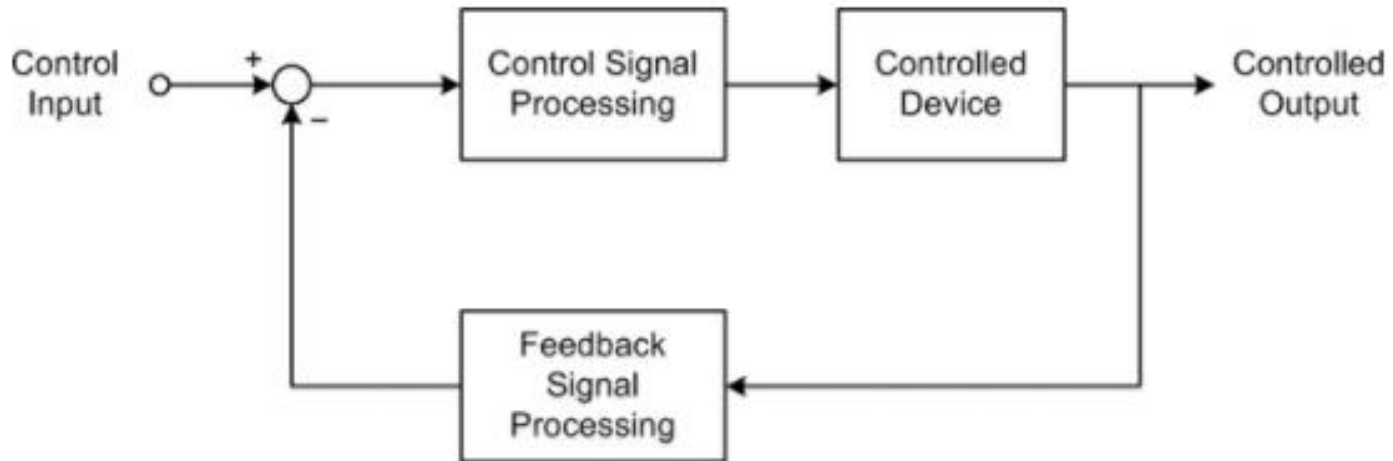 Control
Input
+
−
Control Signal
Processing
Controlled
Device
Controlled
Output
Feedback
Signal
Processing